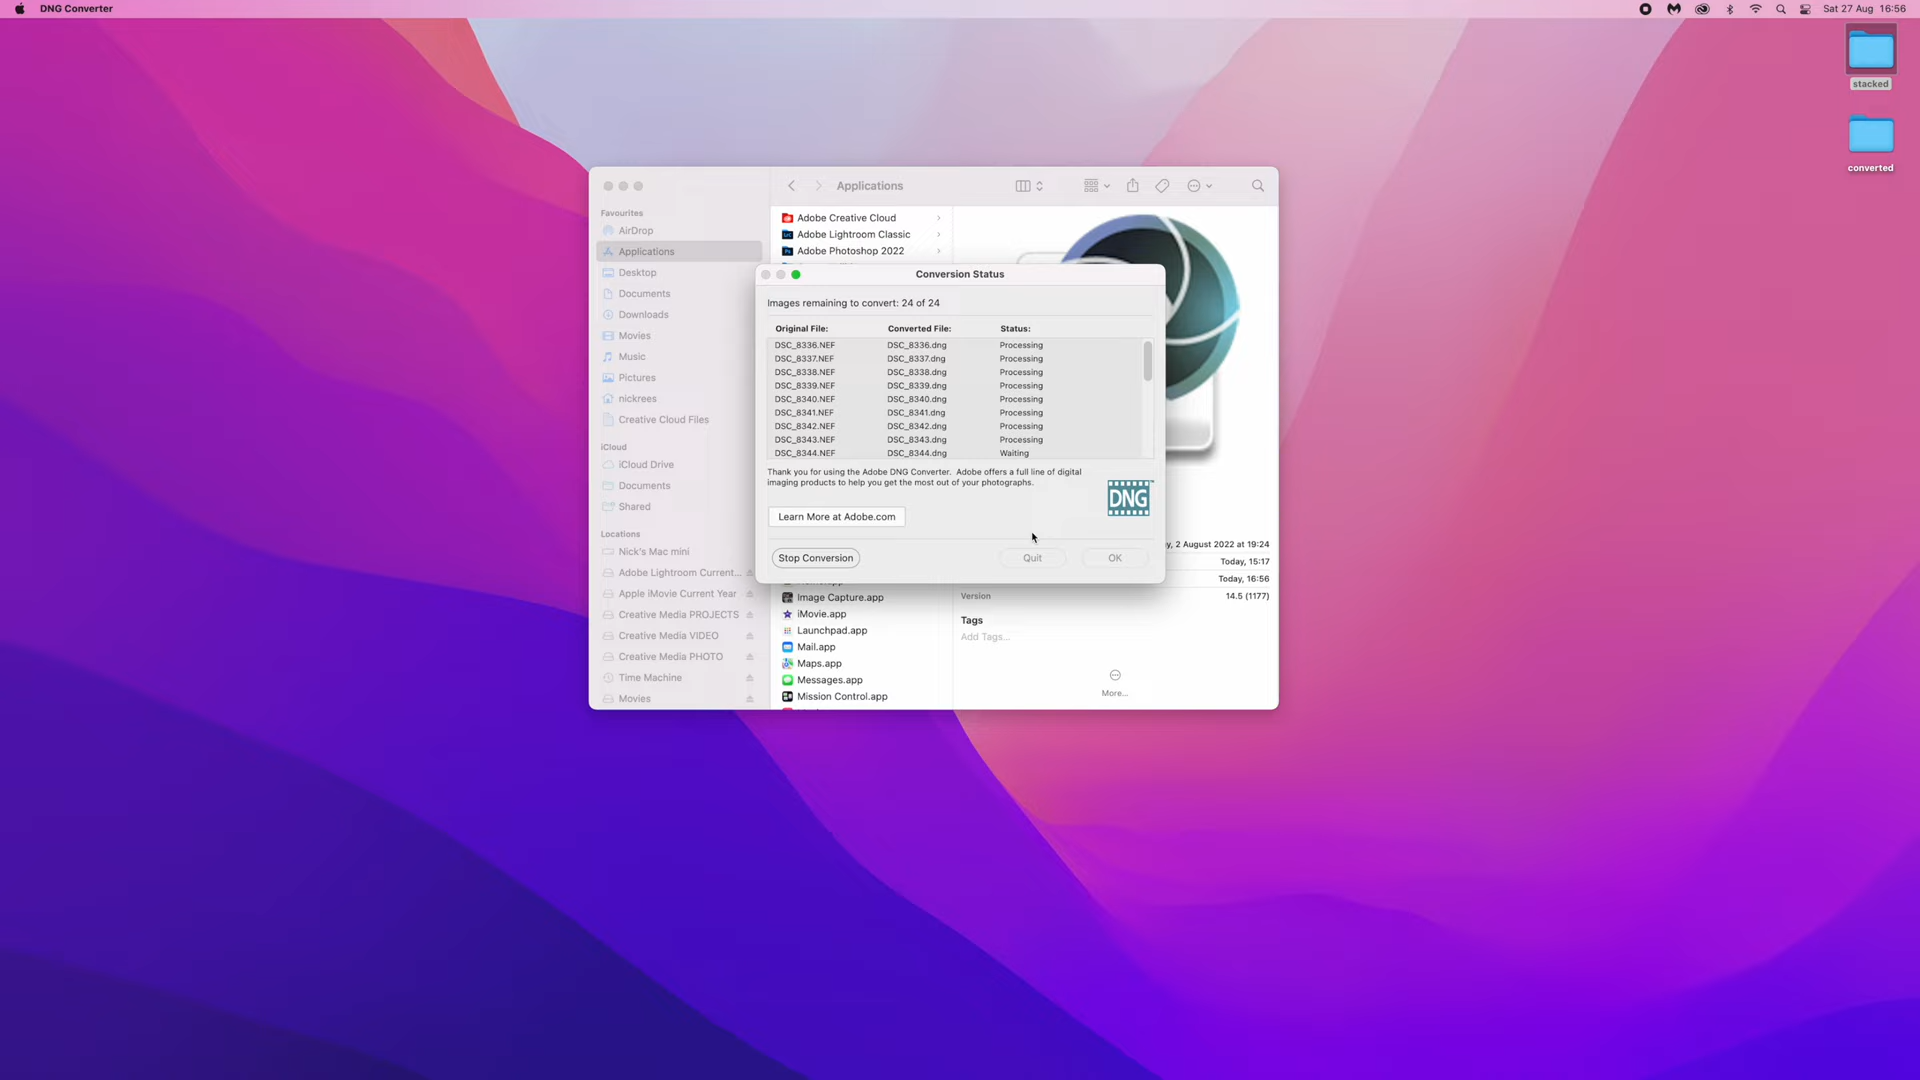 DNG Converter
Sat 27 Aug 16:56
stacked
converted
Applications
Favourites
AirDrop
Applications
Desktop
Documents
Downloads
Movies
Music
Pictures
nickrees
Creative Cloud Files
iCloud
iCloud Drive
Documents
Shared
Locations
Nick's Mac mini
Adobe Lightroom Current...
Apple iMovie Current Year
Creative Media PROJECTS
Creative Media VIDEO
Creative Media PHOTO
Time Machine
Movies
Adobe Creative Cloud
Adobe Lightroom Classic
Adobe Photoshop 2022
Conversion Status
Images remaining to convert: 24 of 24
Original File: Converted File: Status:
DSC_8336.NEF DSC_8336.dng Processing
DSC_8337.NEF DSC_8337.dng Processing
DSC_8338.NEF DSC_8338.dng Processing
DSC_8339.NEF DSC_8339.dng Processing
DSC_8340.NEF DSC_8340.dng Processing
DSC_8341.NEF DSC_8341.dng Processing
DSC_8342.NEF DSC_8342.dng Processing
DSC_8343.NEF DSC_8343.dng Processing
DSC_8344.NEF DSC_8344.dng Waiting
Thank you for using the Adobe DNG Converter. Adobe offers a full line of digital
imaging products to help you get the most out of your photographs.
DNG
Learn More at Adobe.com
Stop Conversion Quit OK
2 August 2022 at 19:24
Today, 15:17
Today, 16:56
Version 14.5 (1177)
Tags
Add Tags...
More...
Image Capture.app
iMovie.app
Launchpad.app
Mail.app
Maps.app
Messages.app
Mission Control.app